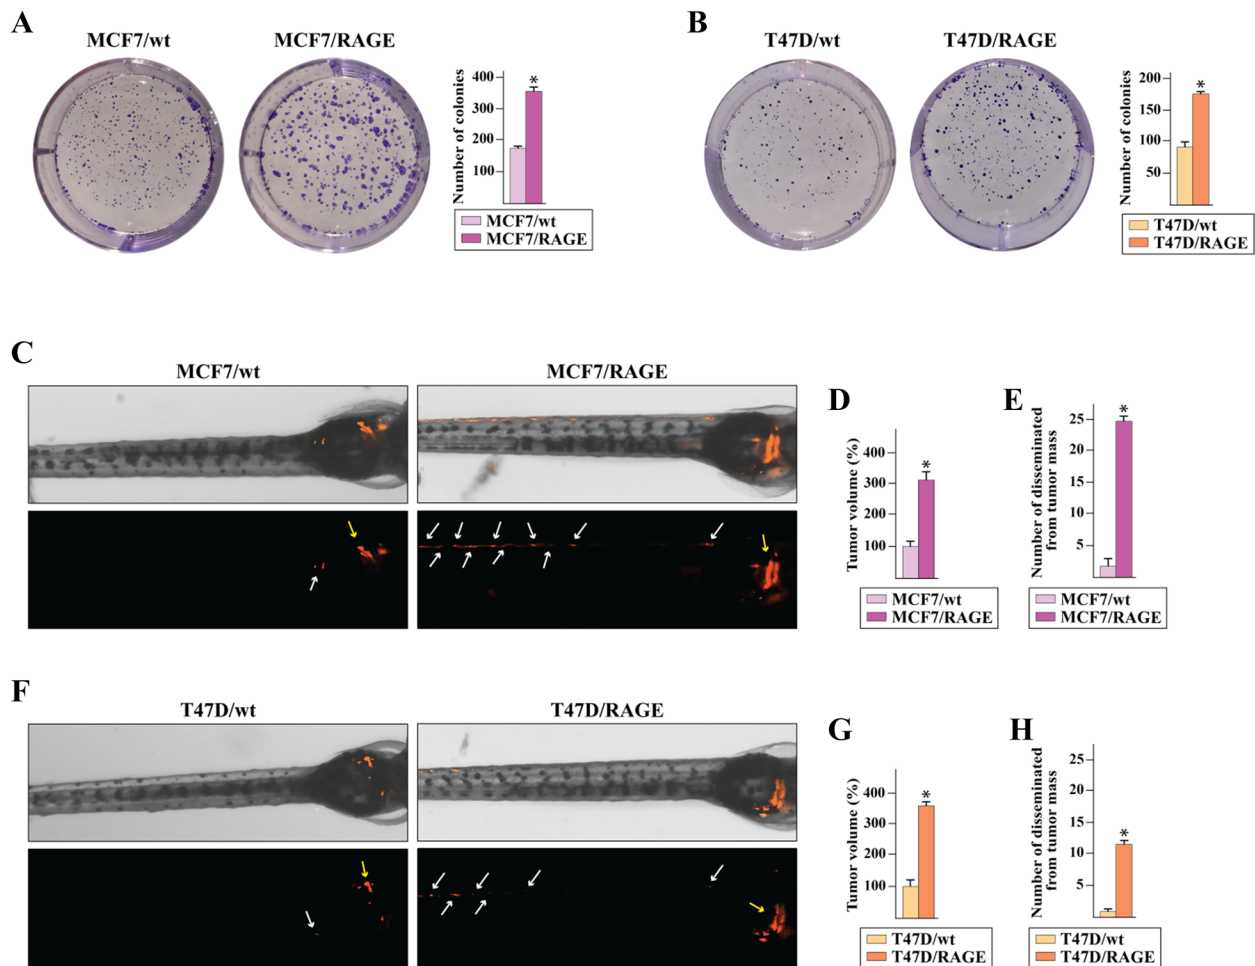 A
MCF7/wt
MCF7/RAGE
Number of colonies
400
300
200
100
*
MCF7/wt
MCF7/RAGE
B
T47D/wt
T47D/RAGE
Number of colonies
200
150
100
50
*
T47D/wt
T47D/RAGE
C
MCF7/wt
MCF7/RAGE
D
Tumor volume (%)
400
300
200
100
*
MCF7/wt
MCF7/RAGE
E
Number of disseminated
from tumor mass
25
20
15
10
5
*
MCF7/wt
MCF7/RAGE
F
T47D/wt
T47D/RAGE
G
Tumor volume (%)
400
300
200
100
*
T47D/wt
T47D/RAGE
H
Number of disseminated
from tumor mass
25
20
15
10
5
*
T47D/wt
T47D/RAGE